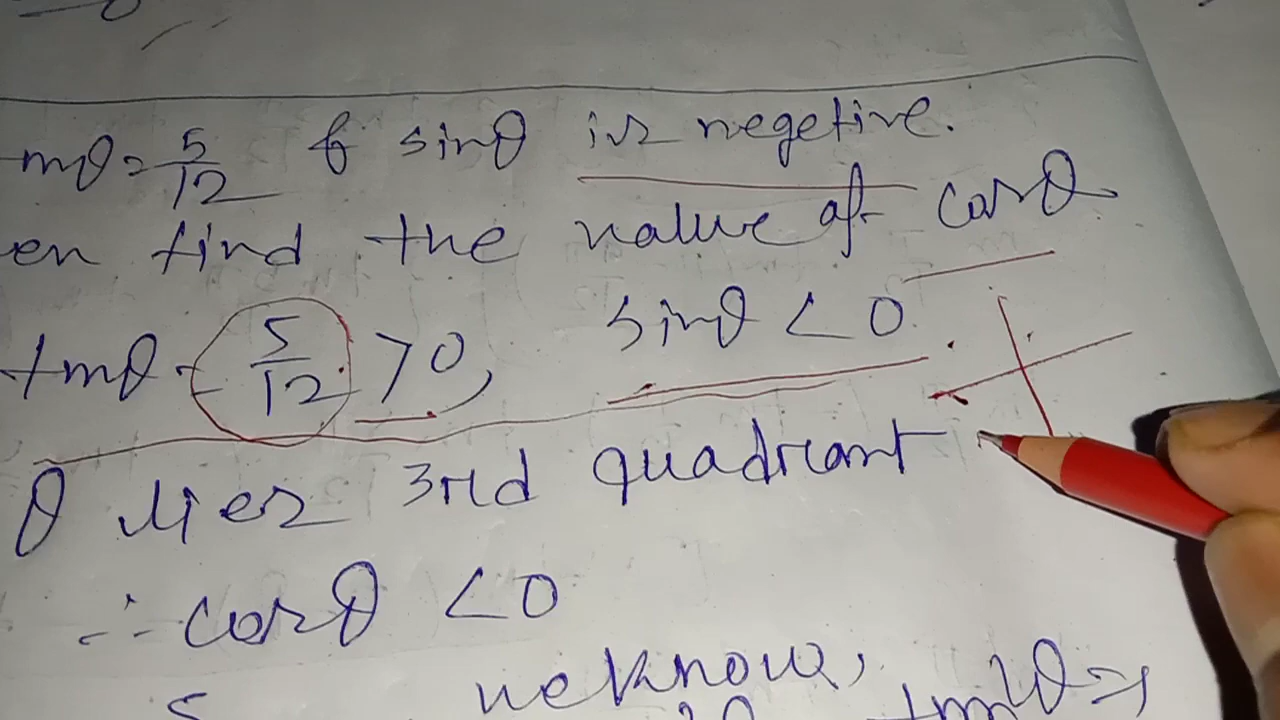 tanθ = 5/12 & sinθ is negetive.
en find the value of cosθ
tanθ = 5/12 > 0, sinθ < 0
θ lies 3rd quadrant
∴ cosθ < 0
we know,